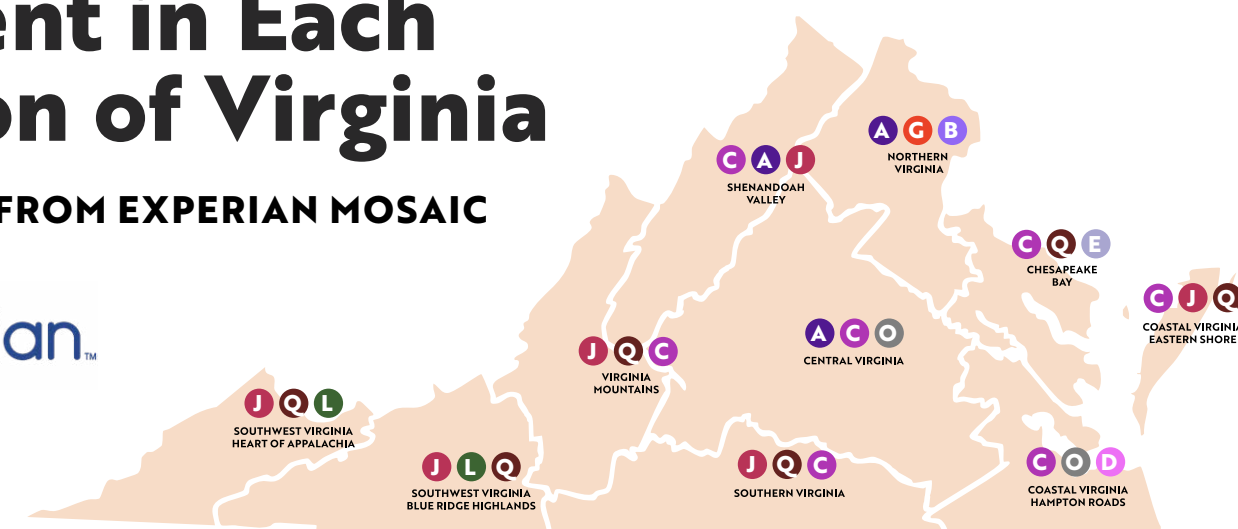 ent in Each
on of Virginia
FROM EXPERIAN MOSAIC
an™
A G B
NORTHERN
VIRGINIA
C A J
SHENANDOAH
VALLEY
C Q E
CHESAPEAKE
BAY
C J Q
COASTAL VIRGINIA
EASTERN SHORE
A C O
CENTRAL VIRGINIA
J Q C
VIRGINIA
MOUNTAINS
J Q L
SOUTHWEST VIRGINIA
HEART OF APPALACHIA
J L Q
SOUTHWEST VIRGINIA
BLUE RIDGE HIGHLANDS
J Q C
SOUTHERN VIRGINIA
C O D
COASTAL VIRGINIA
HAMPTON ROADS